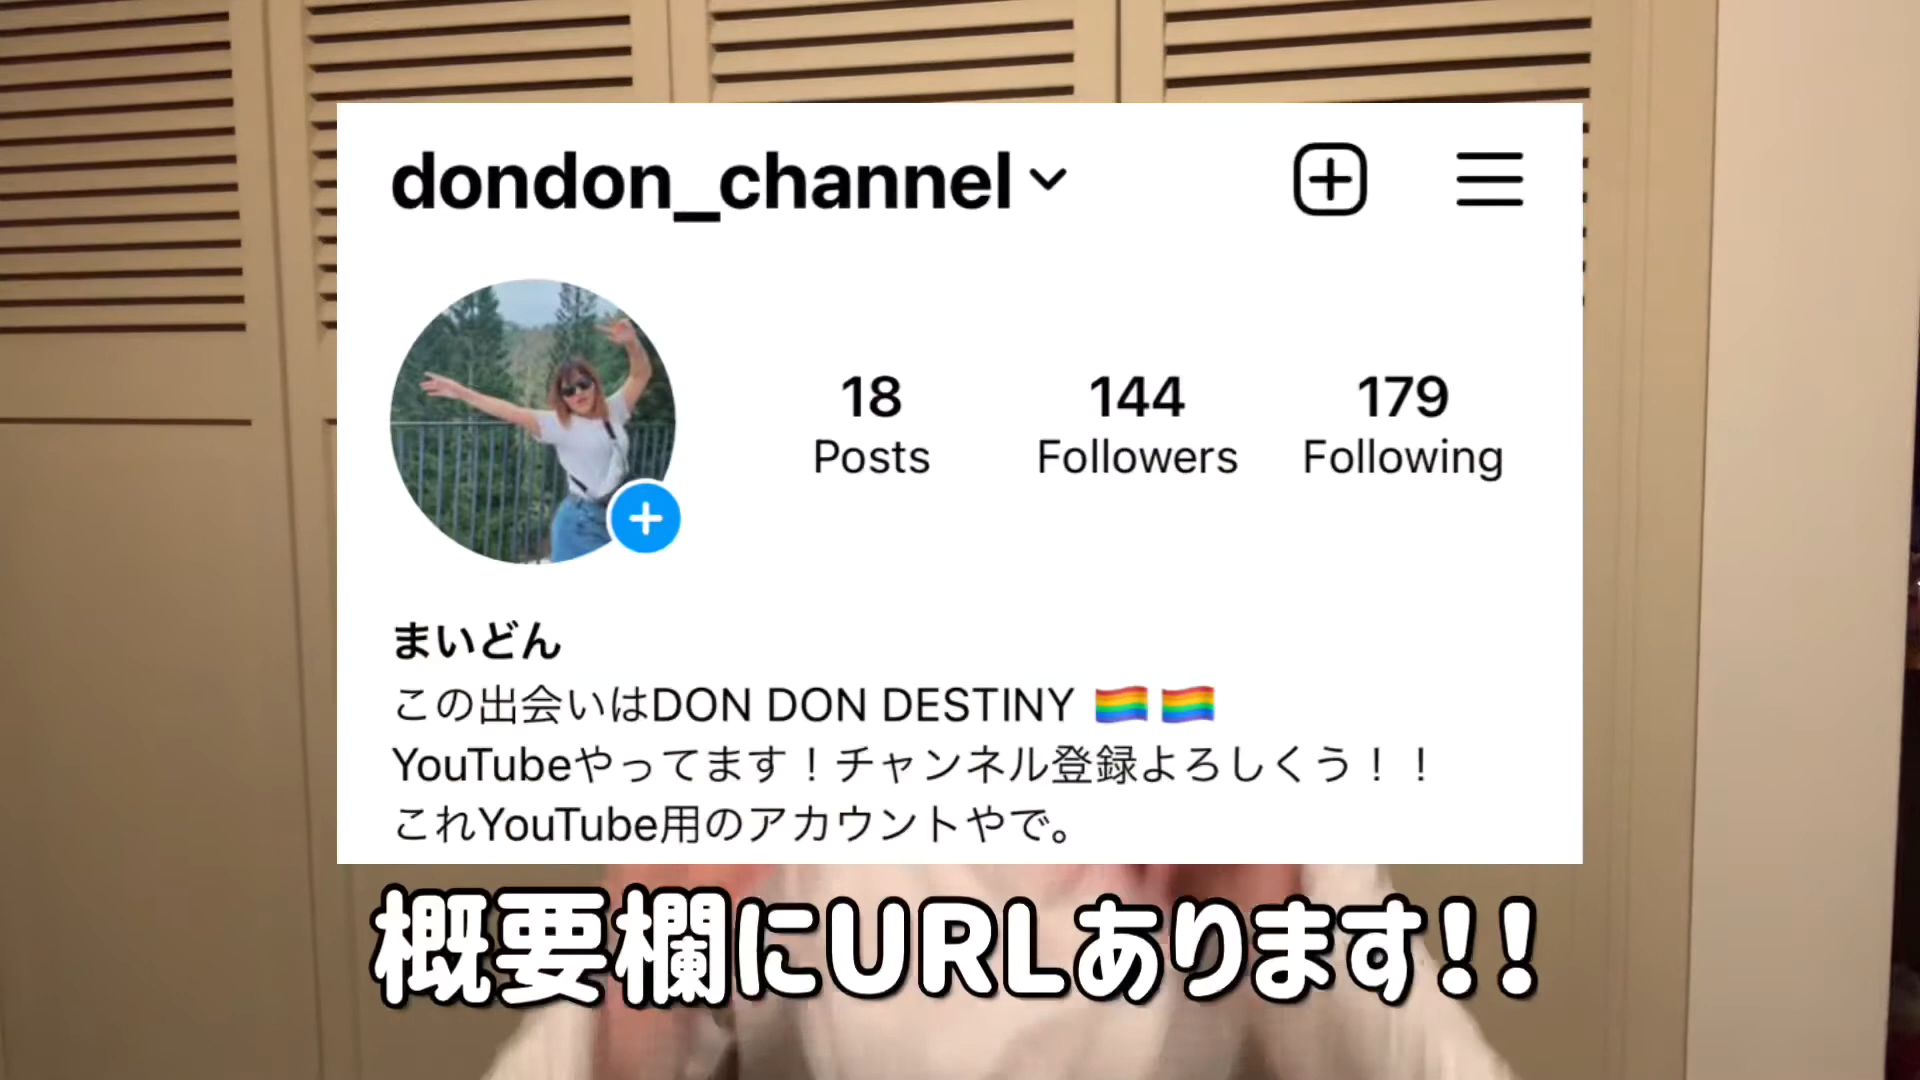 dondon_channel
18
144
179
Posts
Followers
Following
まいどん
この出会いはDON DON DESTINY 🏳️‍🌈 🏳️‍🌈
YouTubeやってます！チャンネル登録よろしくう！！
これYouTube用のアカウントやで。
概要欄にURLあります!!